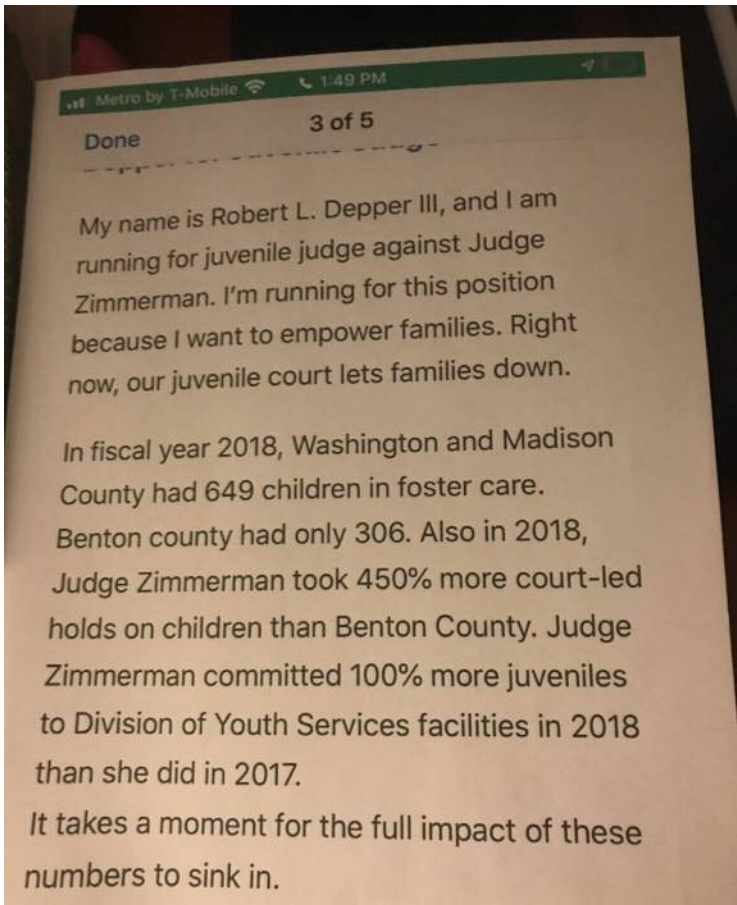 Metro by T-Mobile 1:49 PM
Done 3 of 5
My name is Robert L. Depper III, and I am
running for juvenile judge against Judge
Zimmerman. I'm running for this position
because I want to empower families. Right
now, our juvenile court lets families down.
In fiscal year 2018, Washington and Madison
County had 649 children in foster care.
Benton county had only 306. Also in 2018,
Judge Zimmerman took 450% more court-led
holds on children than Benton County. Judge
Zimmerman committed 100% more juveniles
to Division of Youth Services facilities in 2018
than she did in 2017.
It takes a moment for the full impact of these
numbers to sink in.